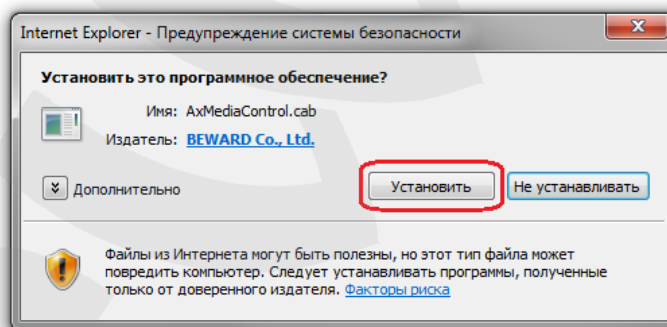 Internet Explorer - Предупреждение системы безопасности
Установить это программное обеспечение?
Имя: AxMediaControl.cab
Издатель: BEWARD Co., Ltd.
Дополнительно
Установить
Не устанавливать
Файлы из Интернета могут быть полезны, но этот тип файла может
повредить компьютер. Следует устанавливать программы, полученные
только от доверенного издателя. Факторы риска